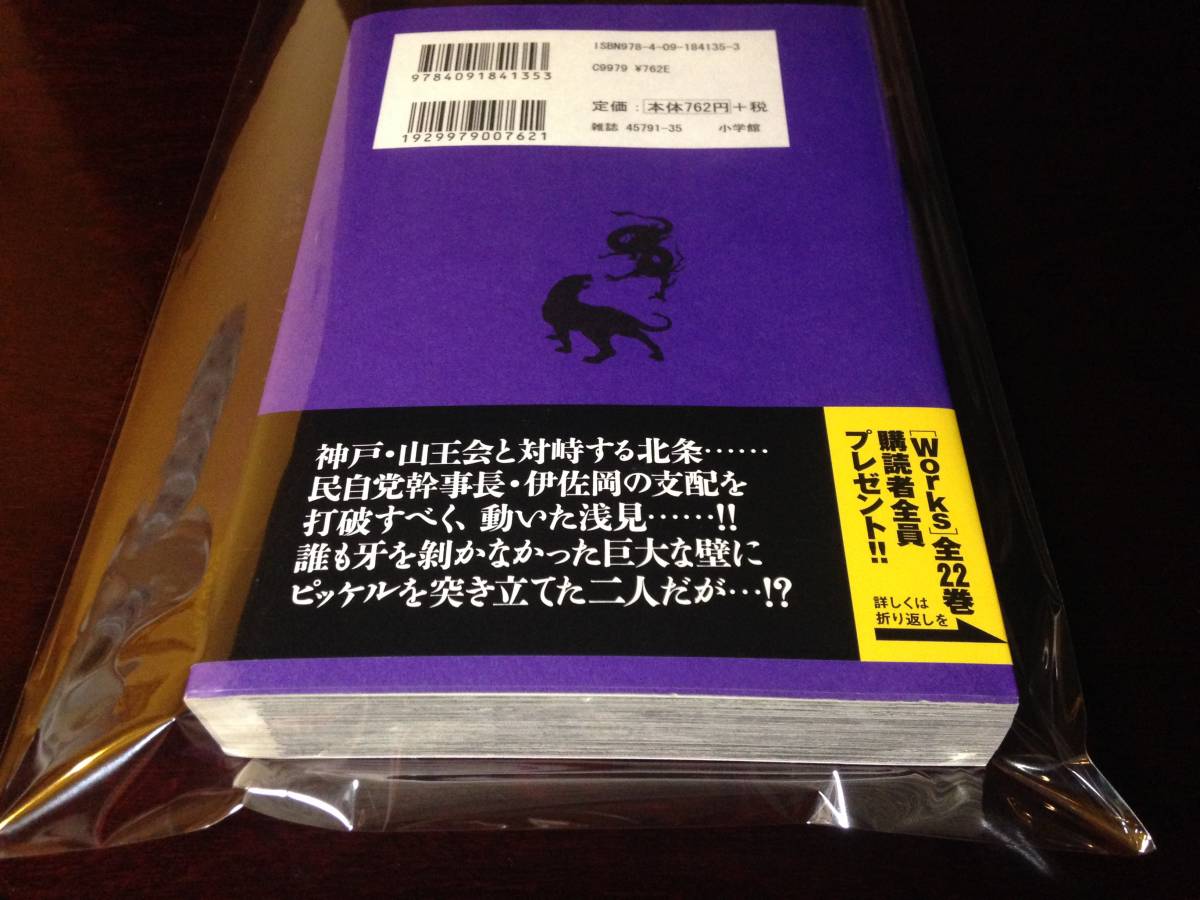 ISBN978-4-09-184135-3
9784091841353
C9979 ¥762E
1929979007621
定価：本体762円＋税
雑誌 45791-35 小学館
神戸・山王会と対峙する北条……
民自党幹事長・伊佐岡の支配を
打破すべく、動いた浅見……!!
誰も牙を剝かなかった巨大な壁に
ピッケルを突き立てた二人だが…!?
［Works］全22巻
購読者全員
プレゼント!!
詳しくは
折り返しを